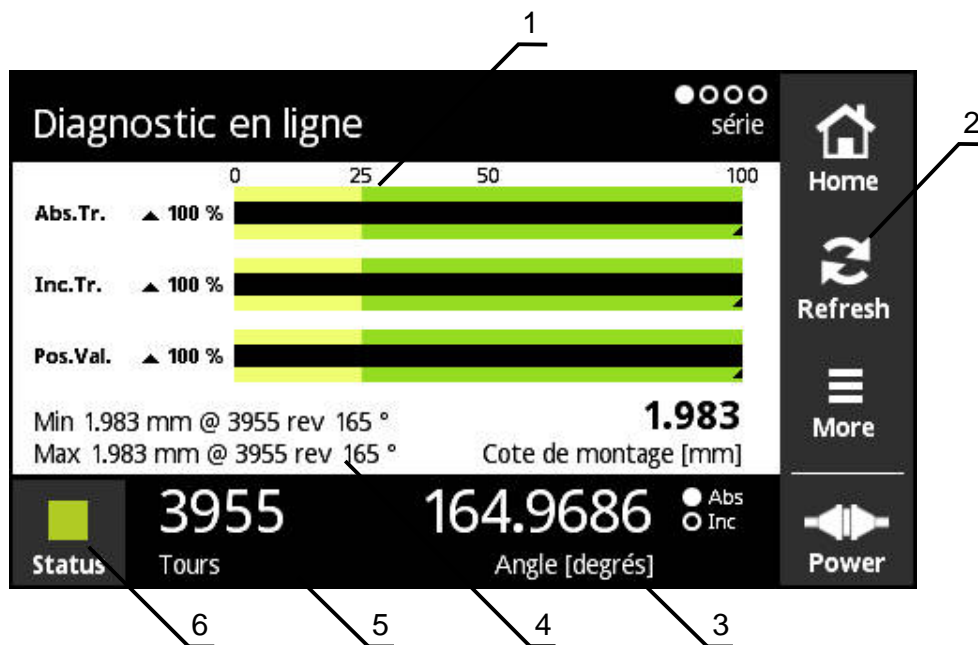 1
Diagnostic en ligne
série
Home
2
0 25 50 100
Abs.Tr. ▲ 100 %
Inc.Tr. ▲ 100 %
Refresh
Pos.Val. ▲ 100 %
Min 1.983 mm @ 3955 rev 165 °
1.983
Max 1.983 mm @ 3955 rev 165 °
Cote de montage [mm]
More
3955
164.9686
Abs
Inc
Status
Tours
Angle [degrés]
Power
6 5 4 3